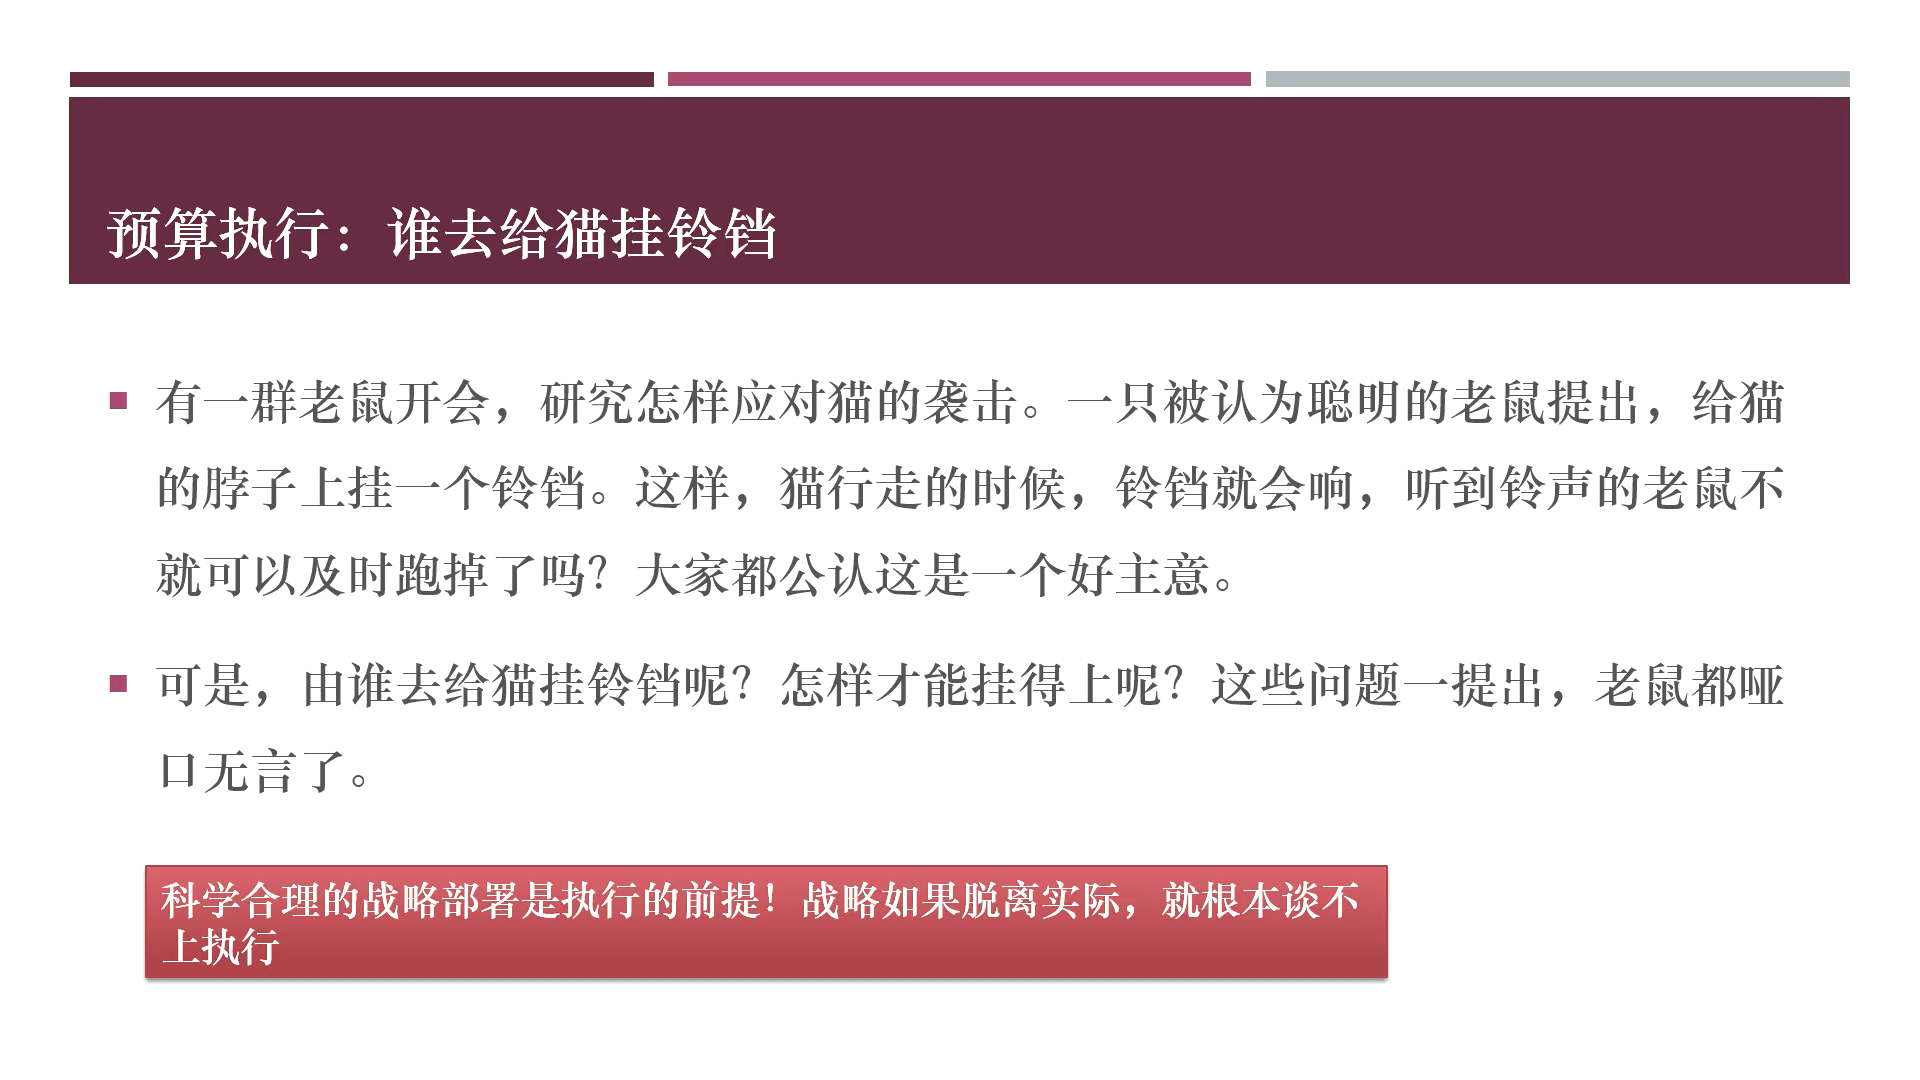 预算执行：谁去给猫挂铃铛
有一群老鼠开会，研究怎样应对猫的袭击。一只被认为聪明的老鼠提出，给猫
的脖子上挂一个铃铛。这样，猫行走的时候，铃铛就会响，听到铃声的老鼠不
就可以及时跑掉了吗？大家都公认这是一个好主意。
可是，由谁去给猫挂铃铛呢？怎样才能挂得上呢？这些问题一提出，老鼠都哑
口无言了。
科学合理的战略部署是执行的前提！战略如果脱离实际，就根本谈不
上执行